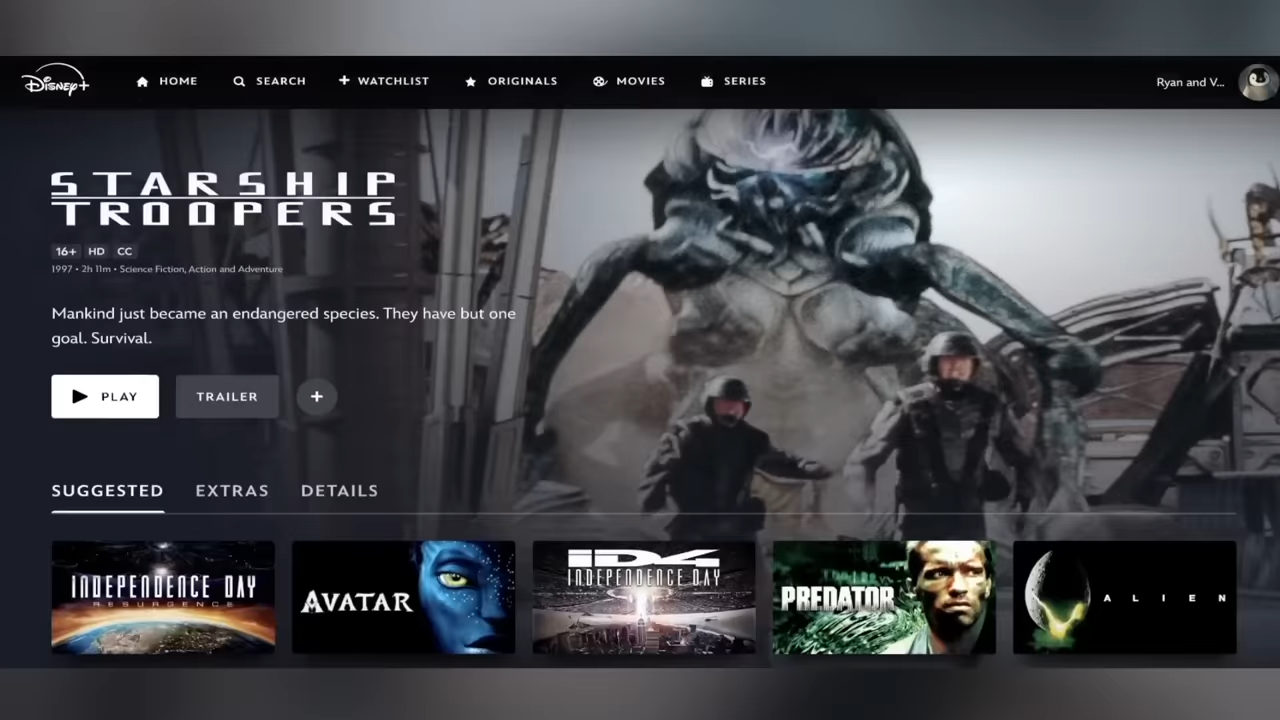 Disney+
HOME
SEARCH
WATCHLIST
ORIGINALS
MOVIES
SERIES
Ryan and V...
STARSHIP
TROOPERS
16+ HD CC
1997 • 2h 11m • Science Fiction, Action and Adventure
Mankind just became an endangered species. They have but one
goal. Survival.
PLAY
TRAILER
+
SUGGESTED
EXTRAS
DETAILS
INDEPENDENCE DAY
RESURGENCE
AVATAR
ID4
INDEPENDENCE DAY
PREDATOR
ALIEN